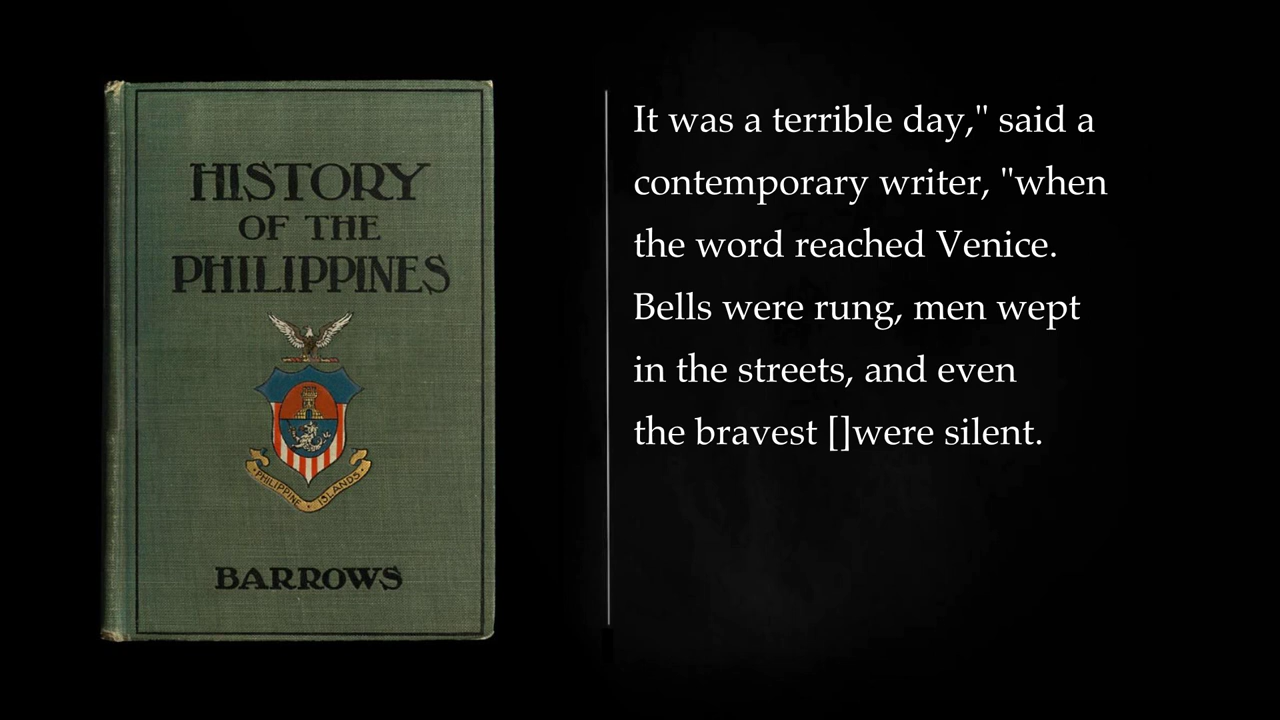 HISTORY
OF THE
PHILIPPINES
PHILIPPINE ISLANDS
BARROWS
It was a terrible day," said a
contemporary writer, "when
the word reached Venice.
Bells were rung, men wept
in the streets, and even
the bravest []were silent.